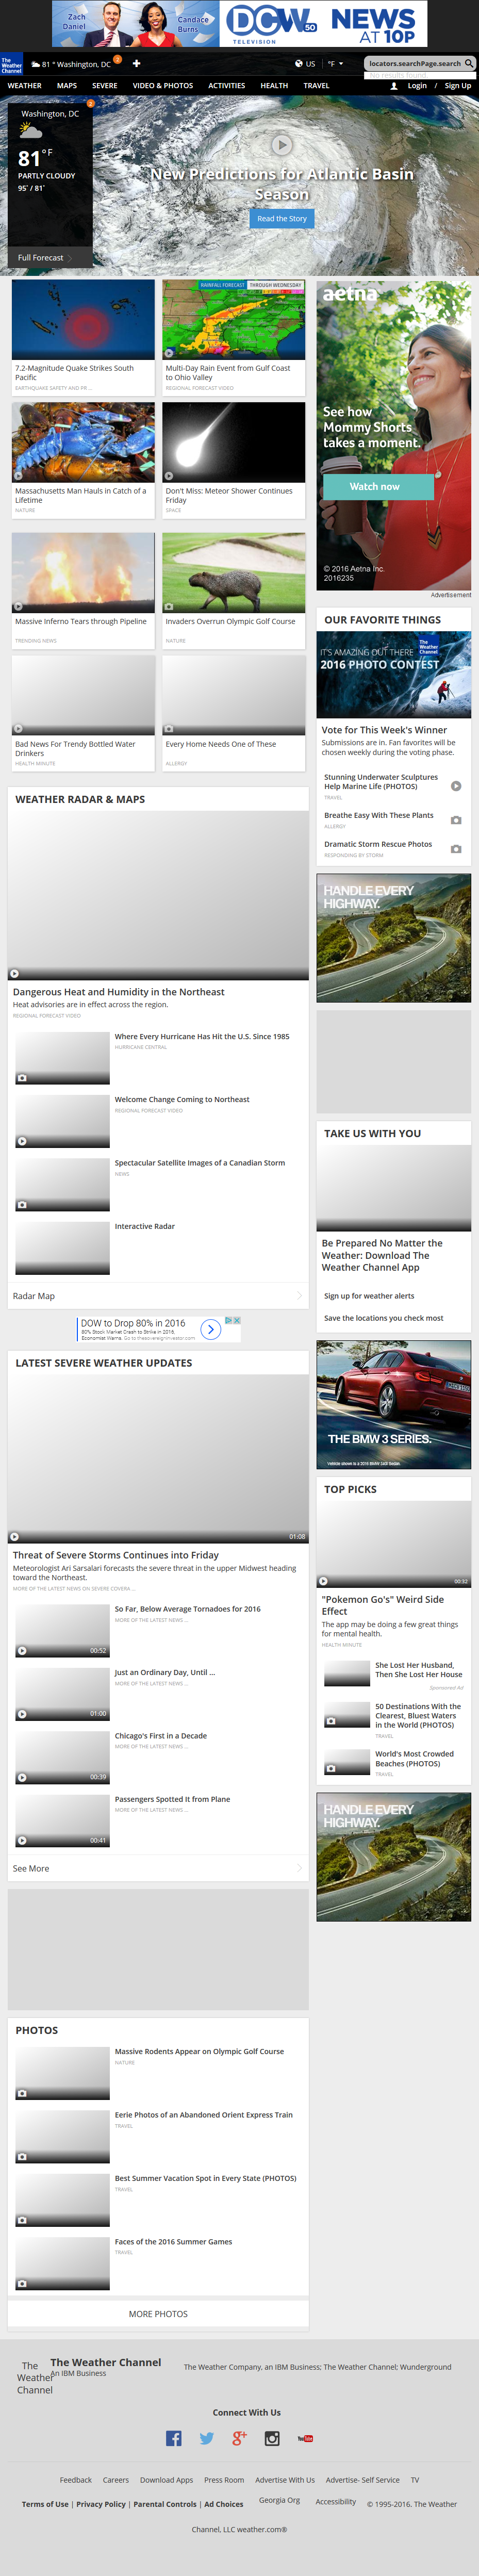 Zach
Daniel
Candace
Burns
DCW 50
TELEVISION
NEWS
AT 10P
The
Weather
Channel
81 ° Washington, DC
2
US
°F
locators.searchPage.search
No results found.
WEATHER
MAPS
SEVERE
VIDEO & PHOTOS
ACTIVITIES
HEALTH
TRAVEL
Login / Sign Up
2
Washington, DC
81°F
PARTLY CLOUDY
95° / 81°
Full Forecast
New Predictions for Atlantic Basin
Season
Read the Story
7.2-Magnitude Quake Strikes South
Pacific
EARTHQUAKE SAFETY AND PR ...
RAINFALL FORECAST THROUGH WEDNESDAY
Multi-Day Rain Event from Gulf Coast
to Ohio Valley
REGIONAL FORECAST VIDEO
Massachusetts Man Hauls in Catch of a
Lifetime
NATURE
Don't Miss: Meteor Shower Continues
Friday
SPACE
Massive Inferno Tears through Pipeline
TRENDING NEWS
Invaders Overrun Olympic Golf Course
NATURE
Bad News For Trendy Bottled Water
Drinkers
HEALTH MINUTE
Every Home Needs One of These
ALLERGY
aetna
See how
Mommy Shorts
takes a moment.
Watch now
© 2016 Aetna Inc.
2016235
Advertisement
OUR FAVORITE THINGS
IT'S AMAZING OUT THERE
2016 PHOTO CONTEST
The
Weather
Channel
Vote for This Week's Winner
Submissions are in. Fan favorites will be
chosen weekly during the voting phase.
Stunning Underwater Sculptures
Help Marine Life (PHOTOS)
TRAVEL
Breathe Easy With These Plants
ALLERGY
Dramatic Storm Rescue Photos
RESPONDING BY STORM
HANDLE EVERY
HIGHWAY.
WEATHER RADAR & MAPS
Dangerous Heat and Humidity in the Northeast
Heat advisories are in effect across the region.
REGIONAL FORECAST VIDEO
Where Every Hurricane Has Hit the U.S. Since 1985
HURRICANE CENTRAL
Welcome Change Coming to Northeast
REGIONAL FORECAST VIDEO
Spectacular Satellite Images of a Canadian Storm
NEWS
Interactive Radar
Radar Map
TAKE US WITH YOU
Be Prepared No Matter the
Weather: Download The
Weather Channel App
Sign up for weather alerts
Save the locations you check most
DOW to Drop 80% in 2016
80% Stock Market Crash to Strike in 2016,
Economist Warns. Go to thesovereigninvestor.com
THE BMW 3 SERIES.
Vehicle shown is a 2016 BMW 340i Sedan.
LATEST SEVERE WEATHER UPDATES
01:08
Threat of Severe Storms Continues into Friday
Meteorologist Ari Sarsalari forecasts the severe threat in the upper Midwest heading
toward the Northeast.
MORE OF THE LATEST NEWS ON SEVERE COVERA ...
So Far, Below Average Tornadoes for 2016
MORE OF THE LATEST NEWS ...
00:52
Just an Ordinary Day, Until ...
MORE OF THE LATEST NEWS ...
01:00
Chicago's First in a Decade
MORE OF THE LATEST NEWS ...
00:39
Passengers Spotted It from Plane
MORE OF THE LATEST NEWS ...
00:41
See More
TOP PICKS
00:52
"Pokemon Go's" Weird Side
Effect
The app may be doing a few great things
for mental health.
HEALTH MINUTE
She Lost Her Husband,
Then She Lost Her House
Sponsored Ad
50 Destinations With the
Clearest, Bluest Waters
in the World (PHOTOS)
TRAVEL
World's Most Crowded
Beaches (PHOTOS)
TRAVEL
HANDLE EVERY
HIGHWAY.
PHOTOS
Massive Rodents Appear on Olympic Golf Course
NATURE
Eerie Photos of an Abandoned Orient Express Train
TRAVEL
Best Summer Vacation Spot in Every State (PHOTOS)
TRAVEL
Faces of the 2016 Summer Games
TRAVEL
MORE PHOTOS
The
Weather
Channel
The Weather Channel
An IBM Business
The Weather Company, an IBM Business; The Weather Channel; Wunderground
Connect With Us
You Tube
Feedback Careers Download Apps Press Room Advertise With Us Advertise- Self Service TV
Terms of Use | Privacy Policy | Parental Controls | Ad Choices Georgia Org Accessibility © 1995-2016. The Weather
Channel, LLC weather.com®